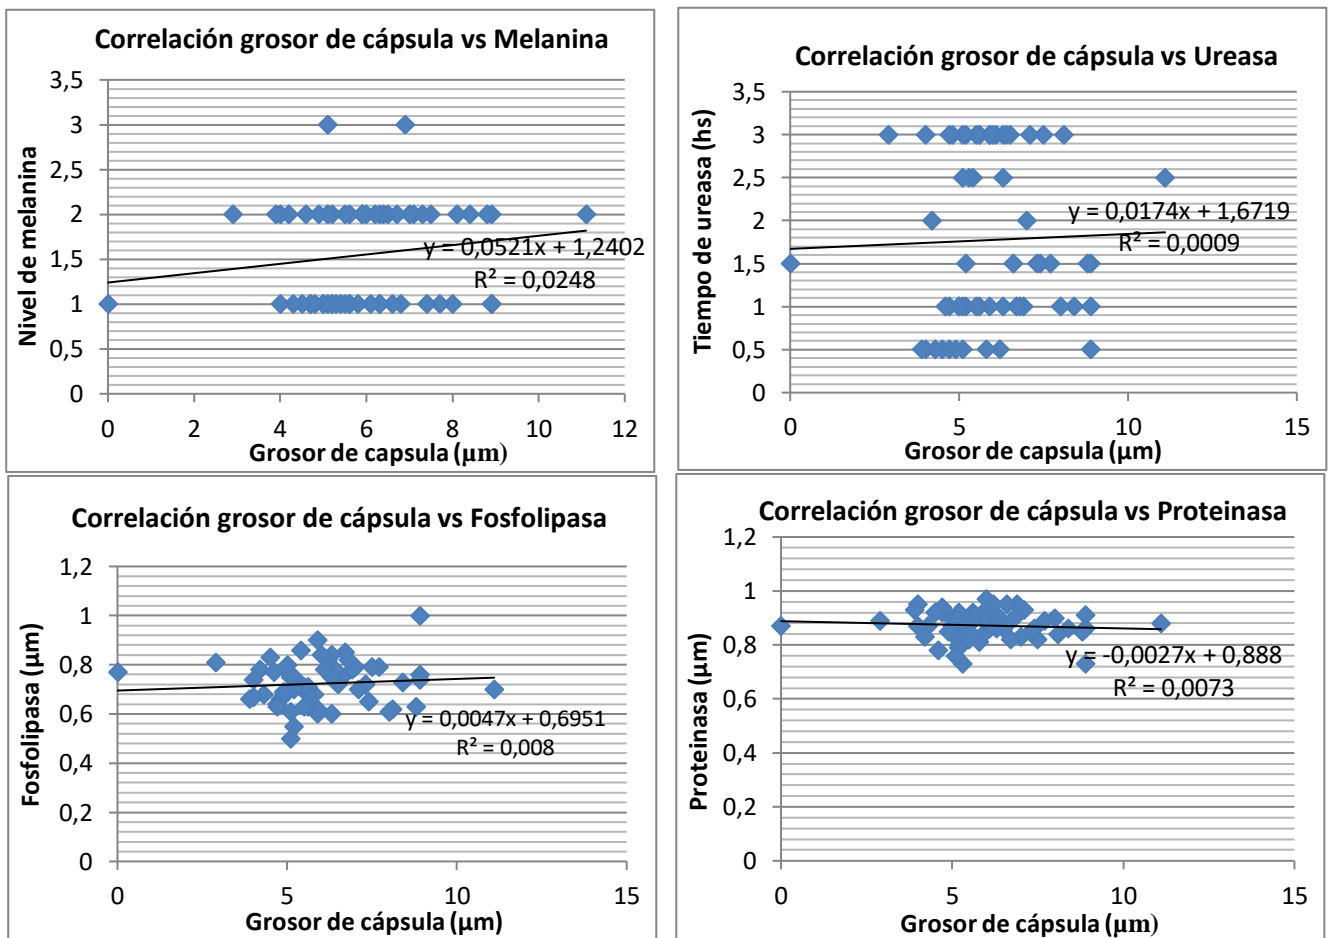 Correlación grosor de cápsula vs Melanina
3,5
3
2,5
2
1,5
1
0,5
0
Nivel de melanina
y = 0,0521x + 1,2402
R² = 0,0248
0 2 4 6 8 10 12
Grosor de capsula (µm)
Correlación grosor de cápsula vs Ureasa
3,5
3
2,5
2
1,5
1
0,5
0
Tiempo de ureasa (hs)
y = 0,0174x + 1,6719
R² = 0,0009
0 5 10 15
Grosor de capsula (µm)
Correlación grosor de cápsula vs Fosfolipasa
1,2
1
0,8
0,6
0,4
0,2
0
Fosfolipasa (µm)
y = 0,0047x + 0,6951
R² = 0,008
0 5 10 15
Grosor de cápsula (µm)
Correlación grosor de cápsula vs Proteinasa
1,2
1
0,8
0,6
0,4
0,2
0
Proteinasa (µm)
y = -0,0027x + 0,888
R² = 0,0073
0 5 10 15
Grosor de cápsula (µm)